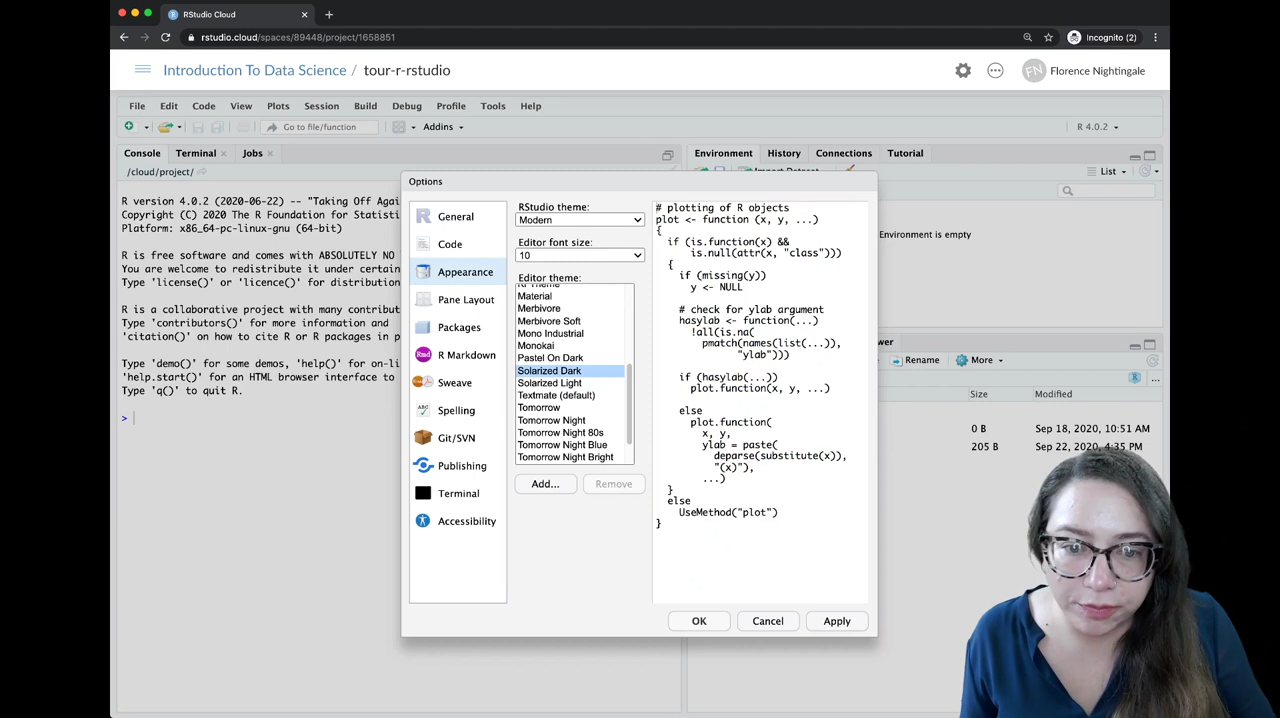 RStudio Cloud
rstudio.cloud/spaces/89448/project/1658851
Incognito (2)
Introduction To Data Science / tour-r-rstudio
FN Florence Nightingale
File Edit Code View Plots Session Build Debug Profile Tools Help
Go to file/function
Addins
R 4.0.2
Console Terminal Jobs
Environment History Connections Tutorial
/cloud/project/
Import Dataset
List
R version 4.0.2 (2020-06-22) -- "Taking Off Agai
Copyright (C) 2020 The R Foundation for Statisti
Platform: x86_64-pc-linux-gnu (64-bit)
R is free software and comes with ABSOLUTELY NO
You are welcome to redistribute it under certain
Type 'license()' or 'licence()' for distribution
R is a collaborative project with many contribut
Type 'contributors()' for more information and
'citation()' on how to cite R or R packages in p
Type 'demo()' for some demos, 'help()' for on-li
'help.start()' for an HTML browser interface to
Type 'q()' to quit R.
>
Options
General
Code
Appearance
Pane Layout
Packages
Rmd R Markdown
Sweave
ABC Spelling
Git/SVN
Publishing
Terminal
Accessibility
RStudio theme:
Modern
Editor font size:
10
Editor theme:
Material
Merbivore
Merbivore Soft
Mono Industrial
Monokai
Pastel On Dark
Solarized Dark
Solarized Light
Textmate (default)
Tomorrow
Tomorrow Night
Tomorrow Night 80s
Tomorrow Night Blue
Tomorrow Night Bright
Add... Remove
# plotting of R objects
plot <- function (x, y, ...)
{
if (is.function(x) &&
is.null(attr(x, "class")))
{
if (missing(y))
y <- NULL
# check for ylab argument
hasylab <- function(...)
!all(is.na(
pmatch(names(list(...)),
"ylab")))
if (hasylab(...))
plot.function(x, y, ...)
else
plot.function(
x, y,
ylab = paste(
deparse(substitute(x)),
"(x)"),
...)
}
else
UseMethod("plot")
}
OK Cancel Apply
Environment is empty
Rename More
Size Modified
0 B Sep 18, 2020, 10:51 AM
205 B Sep 22, 2020, 4:35 PM